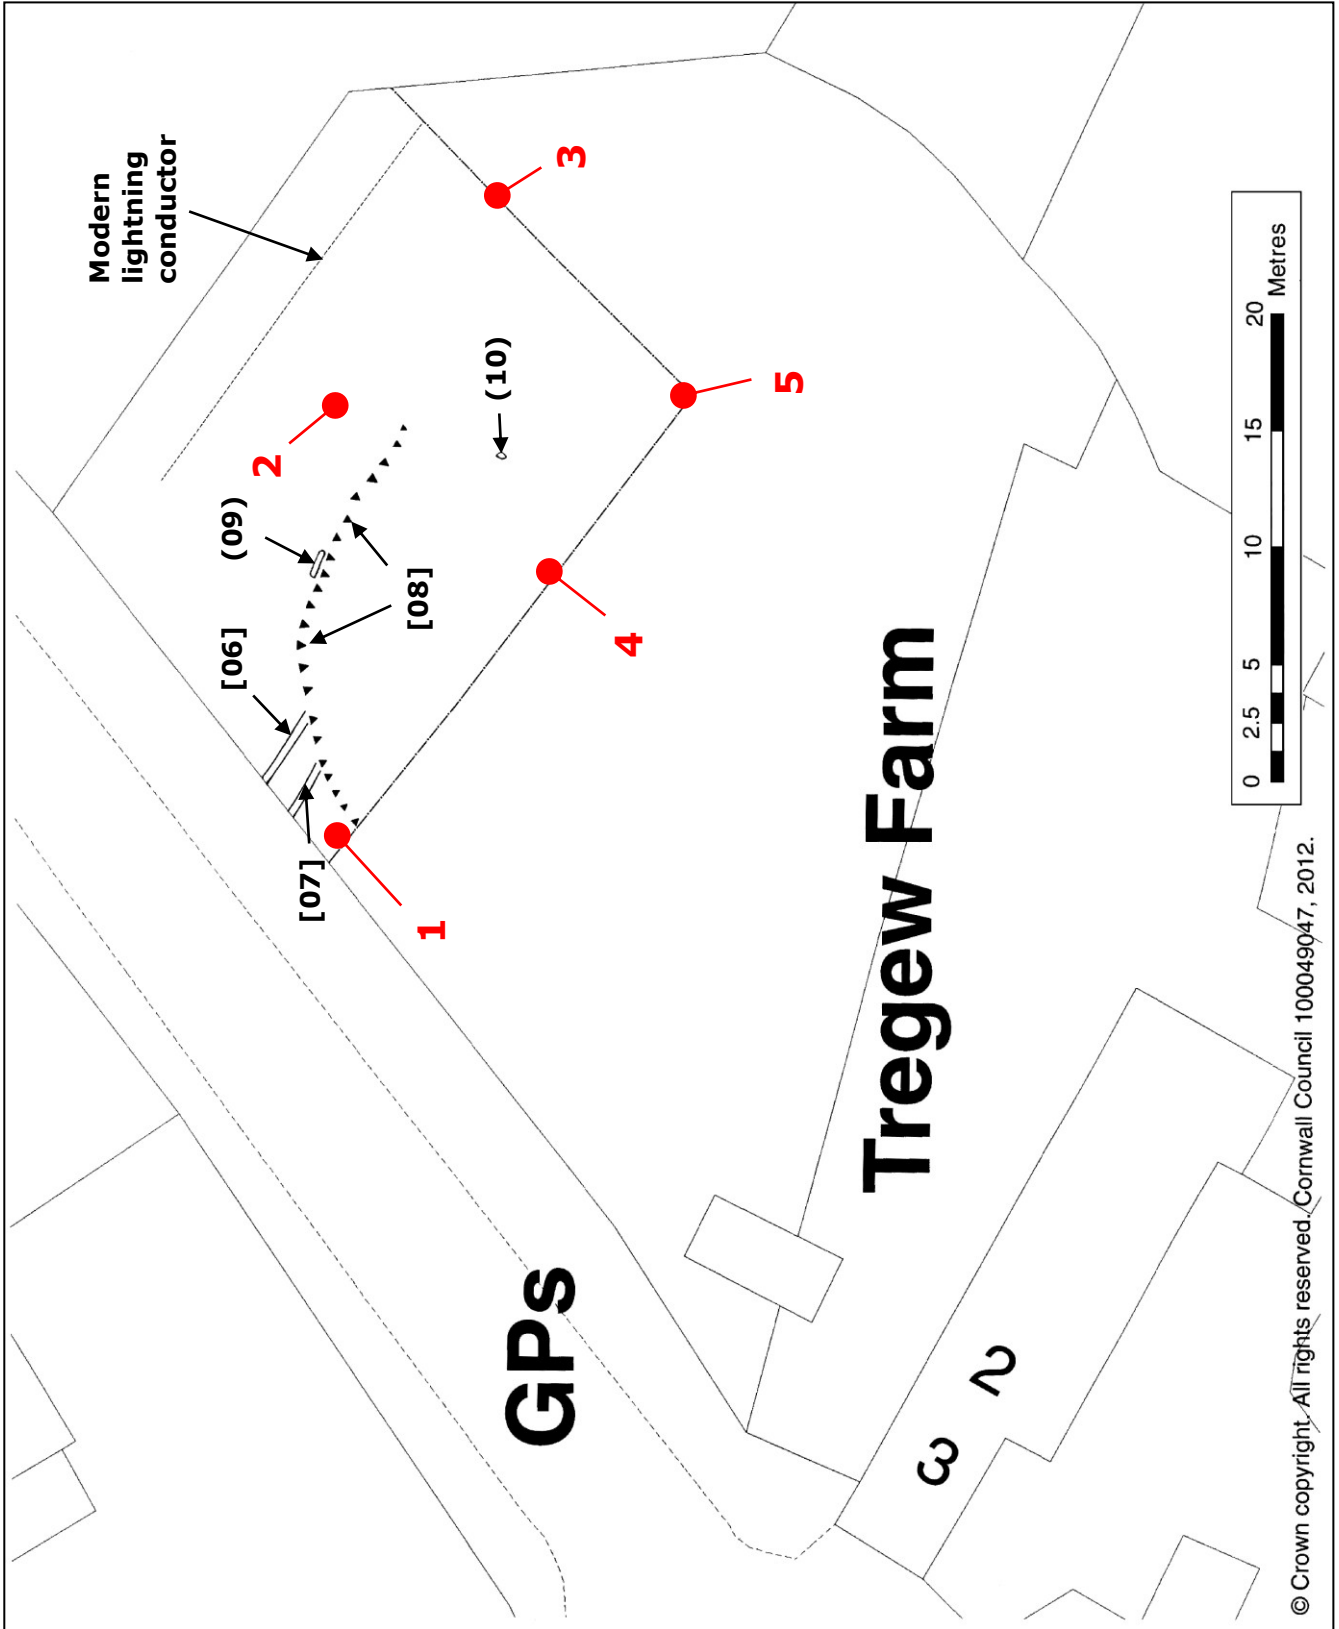 Modern
lightning
conductor
3
2
(10)
5
(09)
[08]
[06]
4
[07]
1
Tregew Farm
GPs
2
3
0 2.5 5 10 15 20
Metres
© Crown copyright. All rights reserved. Cornwall Council 100049047, 2012.